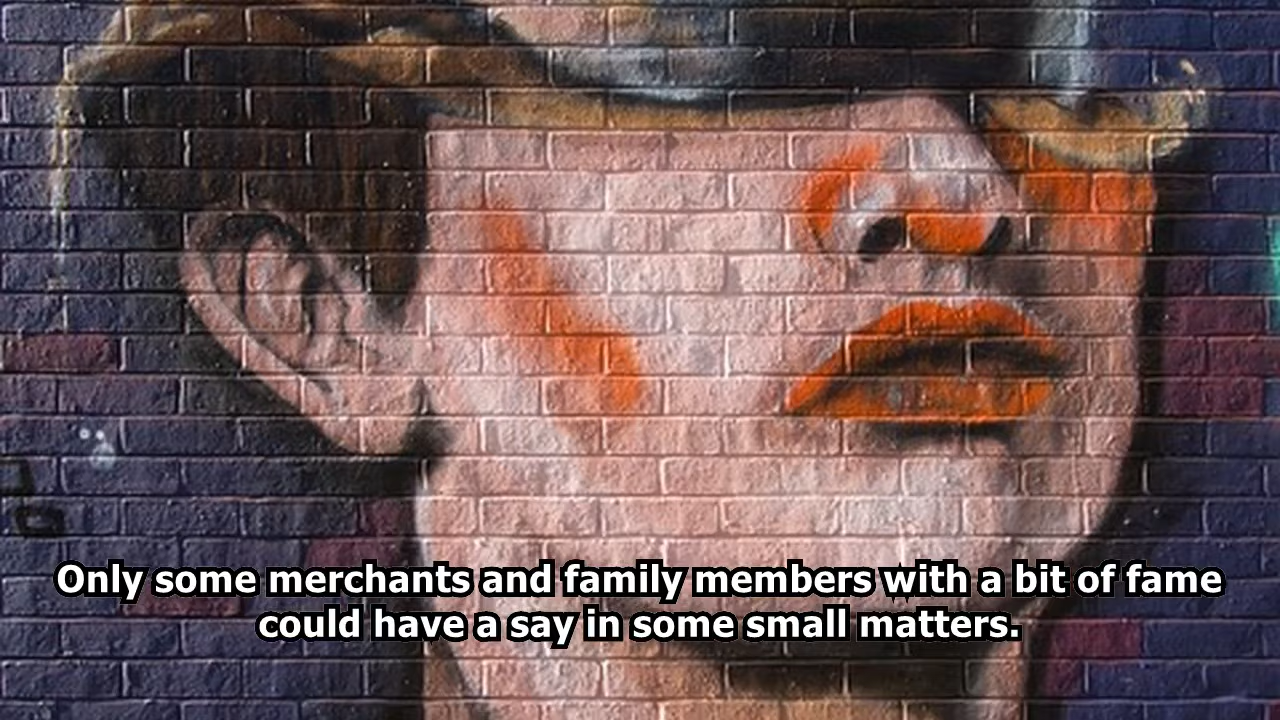 Only some merchants and family members with a bit of fame
could have a say in some small matters.